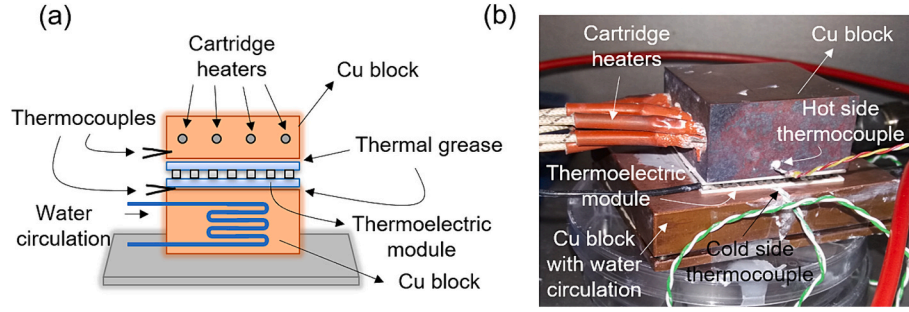 (a)
Cartridge
heaters
Cu block
Thermocouples
Thermal grease
Water
circulation
Thermoelectric
module
Cu block
(b)
Cartridge
heaters
Cu block
Hot side
thermocouple
Thermoelectric
module
Cu block
with water
circulation
Cold side
thermocouple